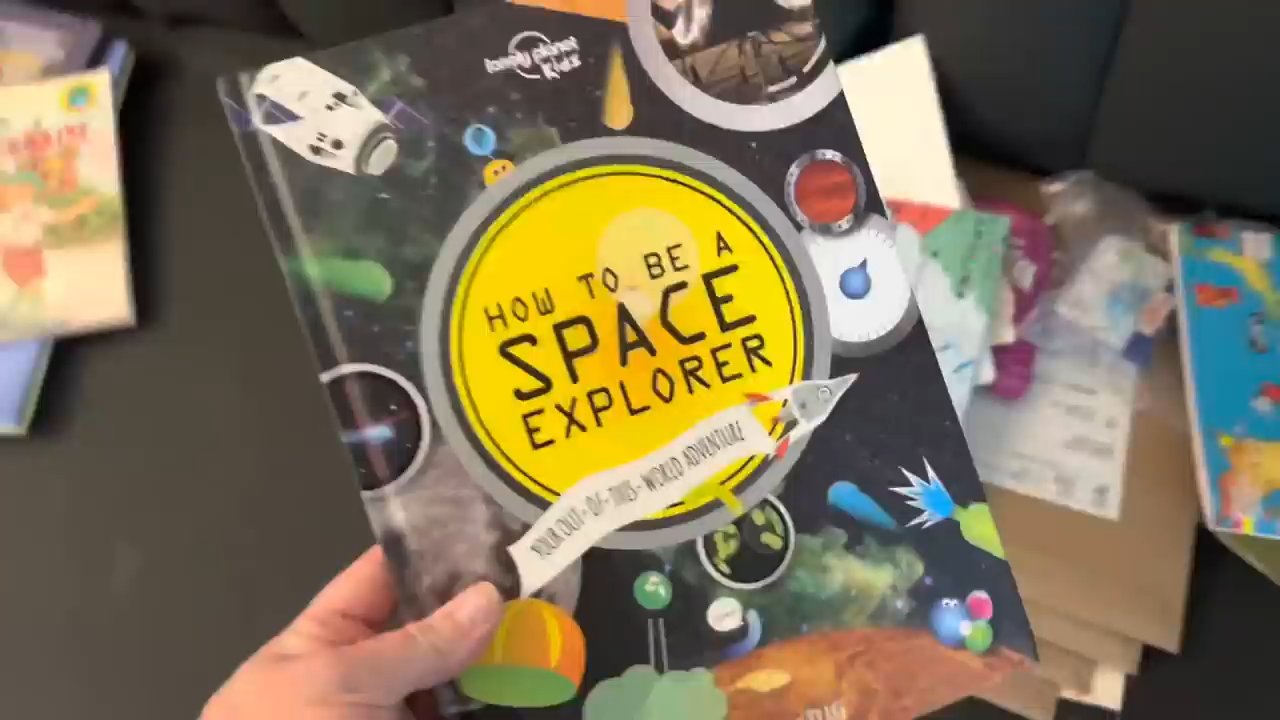 lonely planet
kids
HOW TO BE A
SPACE
EXPLORER
YOUR OUT-OF-THIS-WORLD ADVENTURE